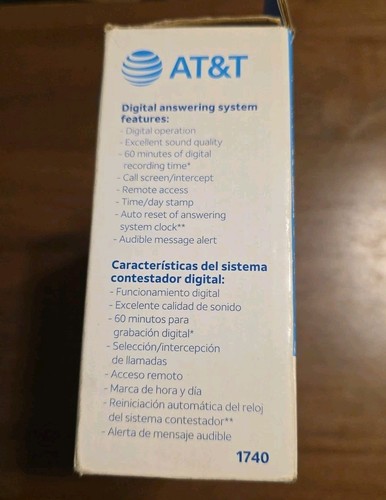 AT&T
Digital answering system
features:
- Digital operation
- Excellent sound quality
- 60 minutes of digital
recording time*
- Call screen/intercept
- Remote access
- Time/day stamp
- Auto reset of answering
system clock**
- Audible message alert
Características del sistema
contestador digital:
- Funcionamiento digital
- Excelente calidad de sonido
- 60 minutos para
grabación digital*
- Selección/intercepción
de llamadas
- Acceso remoto
- Marca de hora y día
- Reiniciación automática del reloj
del sistema contestador**
- Alerta de mensaje audible
1740